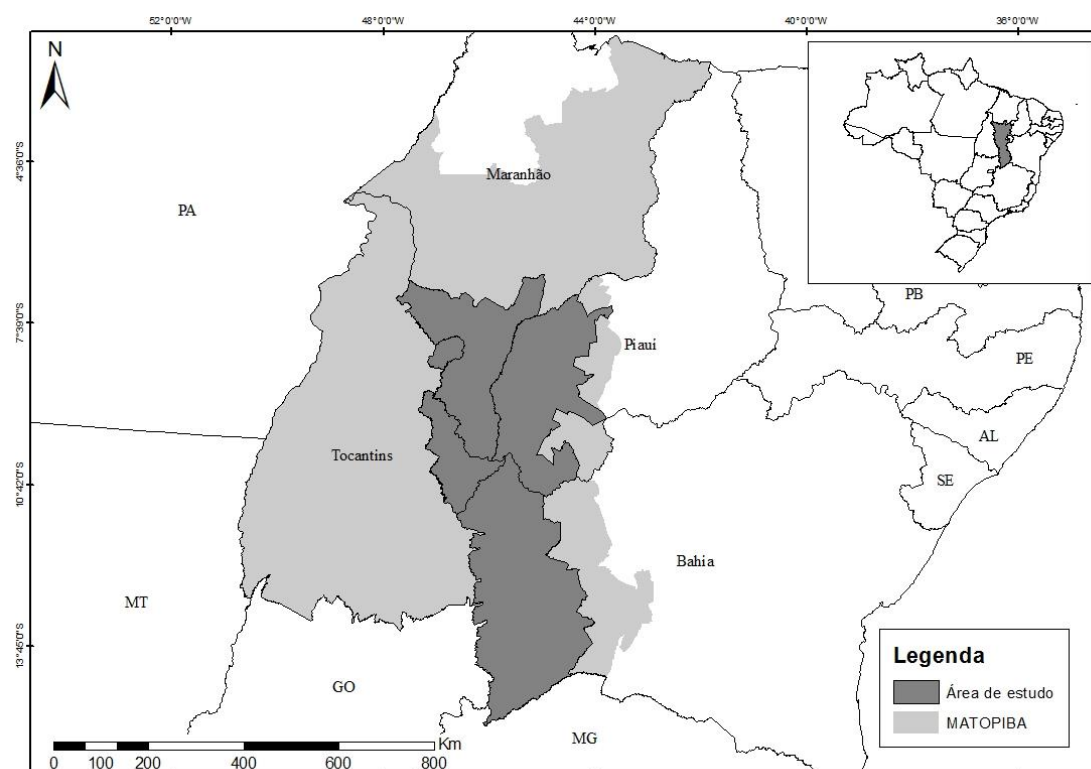 52°0'0"W 48°0'0"W 44°0'0"W 40°0'0"W 36°0'0"W
N
4°36'0"S
Maranhão
PA
PB
7°39'0"S
Piauí
PE
Tocantins
AL
10°42'0"S
SE
Bahia
MT
13°45'0"S
GO
MG
Legenda
Área de estudo
MATOPIBA
Km
0 100 200 400 600 800